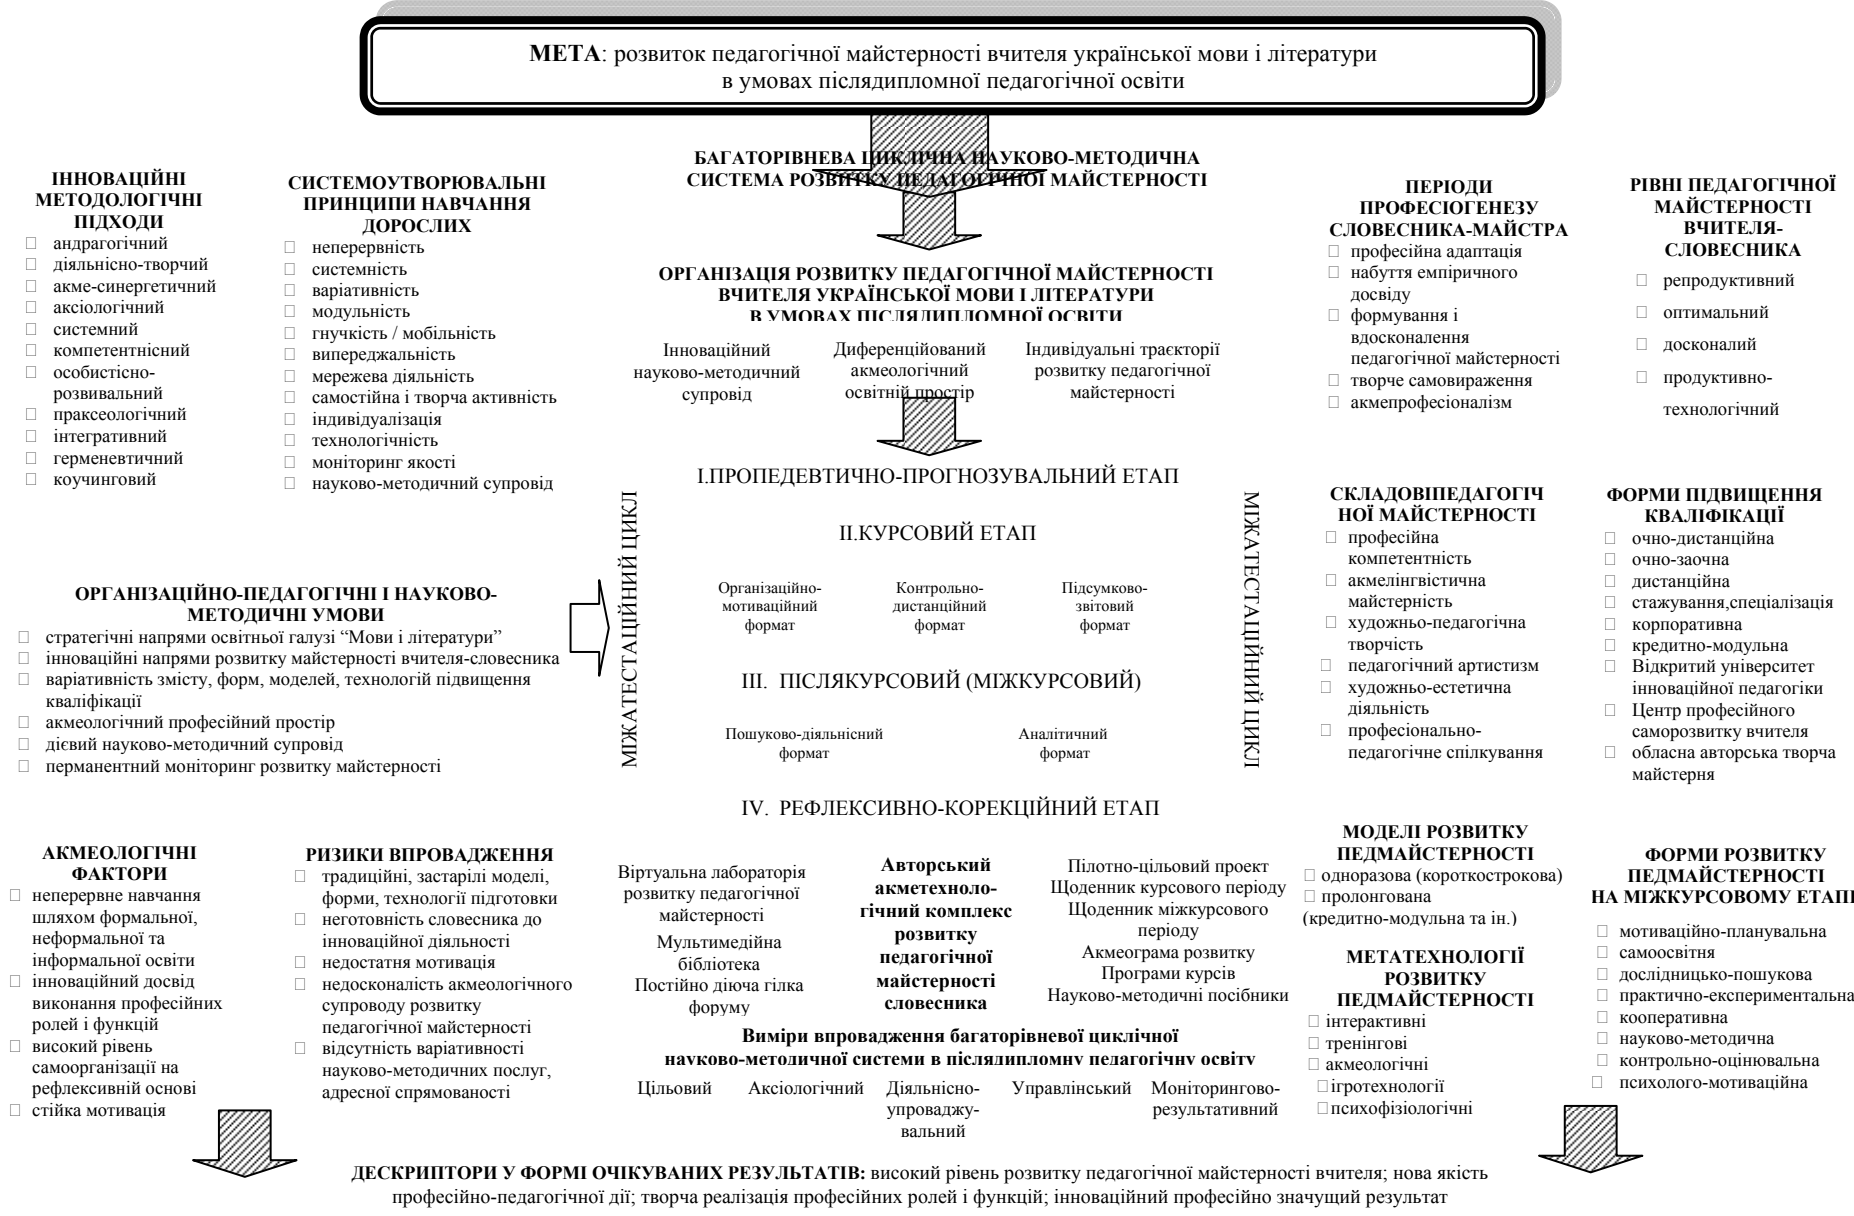 МЕТА: розвиток педагогічної майстерності вчителя української мови і літератури
в умовах післядипломної педагогічної освіти
БАГАТОРІВНЕВА ЦИКЛІЧНА НАУКОВО-МЕТОДИЧНА
СИСТЕМА РОЗВИТКУ ПЕДАГОГІЧНОЇ МАЙСТЕРНОСТІ
ІННОВАЦІЙНІ
МЕТОДОЛОГІЧНІ
ПІДХОДИ
андрагогічний
діяльнісно-творчий
акме-синергетичний
аксіологічний
системний
компетентнісний
особистісно-
розвивальний
праксеологічний
інтегративний
герменевтичний
коучинговий
СИСТЕМОУТВОРЮВАЛЬНІ
ПРИНЦИПИ НАВЧАННЯ
ДОРОСЛИХ
неперервність
системність
варіативність
модульність
гнучкість / мобільність
випереджальність
мережева діяльність
самостійна і творча активність
індивідуалізація
технологічність
моніторинг якості
науково-методичний супровід
ОРГАНІЗАЦІЯ РОЗВИТКУ ПЕДАГОГІЧНОЇ МАЙСТЕРНОСТІ
ВЧИТЕЛЯ УКРАЇНСЬКОЇ МОВИ І ЛІТЕРАТУРИ
В УМОВАХ ПІСЛЯДИПЛОМНОЇ ОСВІТИ
Інноваційний
науково-методичний
супровід
Диференційований
акмеологічний
освітній простір
Індивідуальні траєкторії
розвитку педагогічної
майстерності
ПЕРІОДИ
ПРОФЕСІОГЕНЕЗУ
СЛОВЕСНИКА-МАЙСТРА
професійна адаптація
набуття емпіричного
досвіду
формування і
вдосконалення
педагогічної майстерності
творче самовираження
акмепрофесіоналізм
РІВНІ ПЕДАГОГІЧНОЇ
МАЙСТЕРНОСТІ
ВЧИТЕЛЯ-
СЛОВЕСНИКА
репродуктивний
оптимальний
досконалий
продуктивно-
технологічний
ОРГАНІЗАЦІЙНО-ПЕДАГОГІЧНІ І НАУКОВО-
МЕТОДИЧНІ УМОВИ
стратегічні напрями освітньої галузі “Мови і літератури”
інноваційні напрями розвитку майстерності вчителя-словесника
варіативність змісту, форм, моделей, технологій підвищення
кваліфікації
акмеологічний професійний простір
дієвий науково-методичний супровід
перманентний моніторинг розвитку майстерності
МІЖАТЕСТАЦІЙНИЙ ЦИКЛ
І.ПРОПЕДЕВТИЧНО-ПРОГНОЗУВАЛЬНИЙ ЕТАП
ІІ.КУРСОВИЙ ЕТАП
Організаційно-
мотиваційний
формат
Контрольно-
дистанційний
формат
Підсумково-
звітовий
формат
ІІІ. ПІСЛЯКУРСОВИЙ (МІЖКУРСОВИЙ)
Пошуково-діяльнісний
формат
Аналітичний
формат
IV. РЕФЛЕКСИВНО-КОРЕКЦІЙНИЙ ЕТАП
МІЖАТЕСТАЦІЙНИЙ ЦИКЛ
СКЛАДОВІПЕДАГОГІЧ
НОЇ МАЙСТЕРНОСТІ
професійна
компетентність
акмелінгвістична
майстерність
художньо-педагогічна
творчість
педагогічний артистизм
художньо-естетична
діяльність
професіонально-
педагогічне спілкування
ФОРМИ ПІДВИЩЕННЯ
КВАЛІФІКАЦІЇ
очно-дистанційна
очно-заочна
дистанційна
стажування,спеціалізація
корпоративна
кредитно-модульна
Відкритий університет
інноваційної педагогіки
Центр професійного
саморозвитку вчителя
обласна авторська творча
майстерня
АКМЕОЛОГІЧНІ
ФАКТОРИ
неперервне навчання
шляхом формальної,
неформальної та
інформальної освіти
інноваційний досвід
виконання професійних
ролей і функцій
високий рівень
самоорганізації на
рефлексивній основі
стійка мотивація
РИЗИКИ ВПРОВАДЖЕННЯ
традиційні, застарілі моделі,
форми, технології підготовки
неготовність словесника до
інноваційної діяльності
недостатня мотивація
недосконалість акмеологічного
супроводу розвитку
педагогічної майстерності
відсутність варіативності
науково-методичних послуг,
адресної спрямованості
Віртуальна лабораторія
розвитку педагогічної
майстерності
Мультимедійна
бібліотека
Постійно діюча гілка
форуму
Авторський
акметехноло-
гічний комплекс
розвитку
педагогічної
майстерності
словесника
Пілотно-цільовий проект
Щоденник курсового періоду
Щоденник міжкурсового
періоду
Акмеограма розвитку
Програми курсів
Науково-методичні посібники
Виміри впровадження багаторівневої циклічної
науково-методичної системи в післядипломну педагогічну освіту
Цільовий
Аксіологічний
Діяльнісно-
упроваджу-
вальний
Управлінський
Моніторингово-
результативний
МОДЕЛІ РОЗВИТКУ
ПЕДМАЙСТЕРНОСТІ
одноразова (короткострокова)
пролонгована
(кредитно-модульна та ін.)
МЕТАТЕХНОЛОГІЇ
РОЗВИТКУ
ПЕДМАЙСТЕРНОСТІ
інтерактивні
тренінгові
акмеологічні
ігротехнології
психофізіологічні
ФОРМИ РОЗВИТКУ
ПЕДМАЙСТЕРНОСТІ
НА МІЖКУРСОВОМУ ЕТАПІ
мотиваційно-планувальна
самоосвітня
дослідницько-пошукова
практично-експериментальна
кооперативна
науково-методична
контрольно-оцінювальна
психолого-мотиваційна
ДЕСКРИПТОРИ У ФОРМІ ОЧІКУВАНИХ РЕЗУЛЬТАТІВ: високий рівень розвитку педагогічної майстерності вчителя; нова якість
професійно-педагогічної дії; творча реалізація професійних ролей і функцій; інноваційний професійно значущий результат